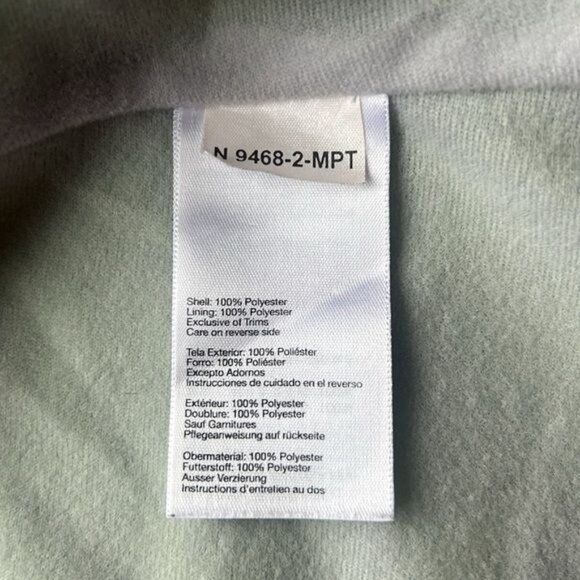 N 9468-2-MPT
Shell: 100% Polyester
Lining: 100% Polyester
Exclusive of Trims
Care on reverse side
Tela Exterior: 100% Poliéster
Forro: 100% Poliéster
Excepto Adornos
Instrucciones de cuidado en el reverso
Extérieur: 100% Polyester
Doublure: 100% Polyester
Sauf Garnitures
Pflegeanweisung auf rückseite
Obermaterial: 100% Polyester
Futterstoff: 100% Polyester
Ausser Verzierung
Instructions d'entretien au dos